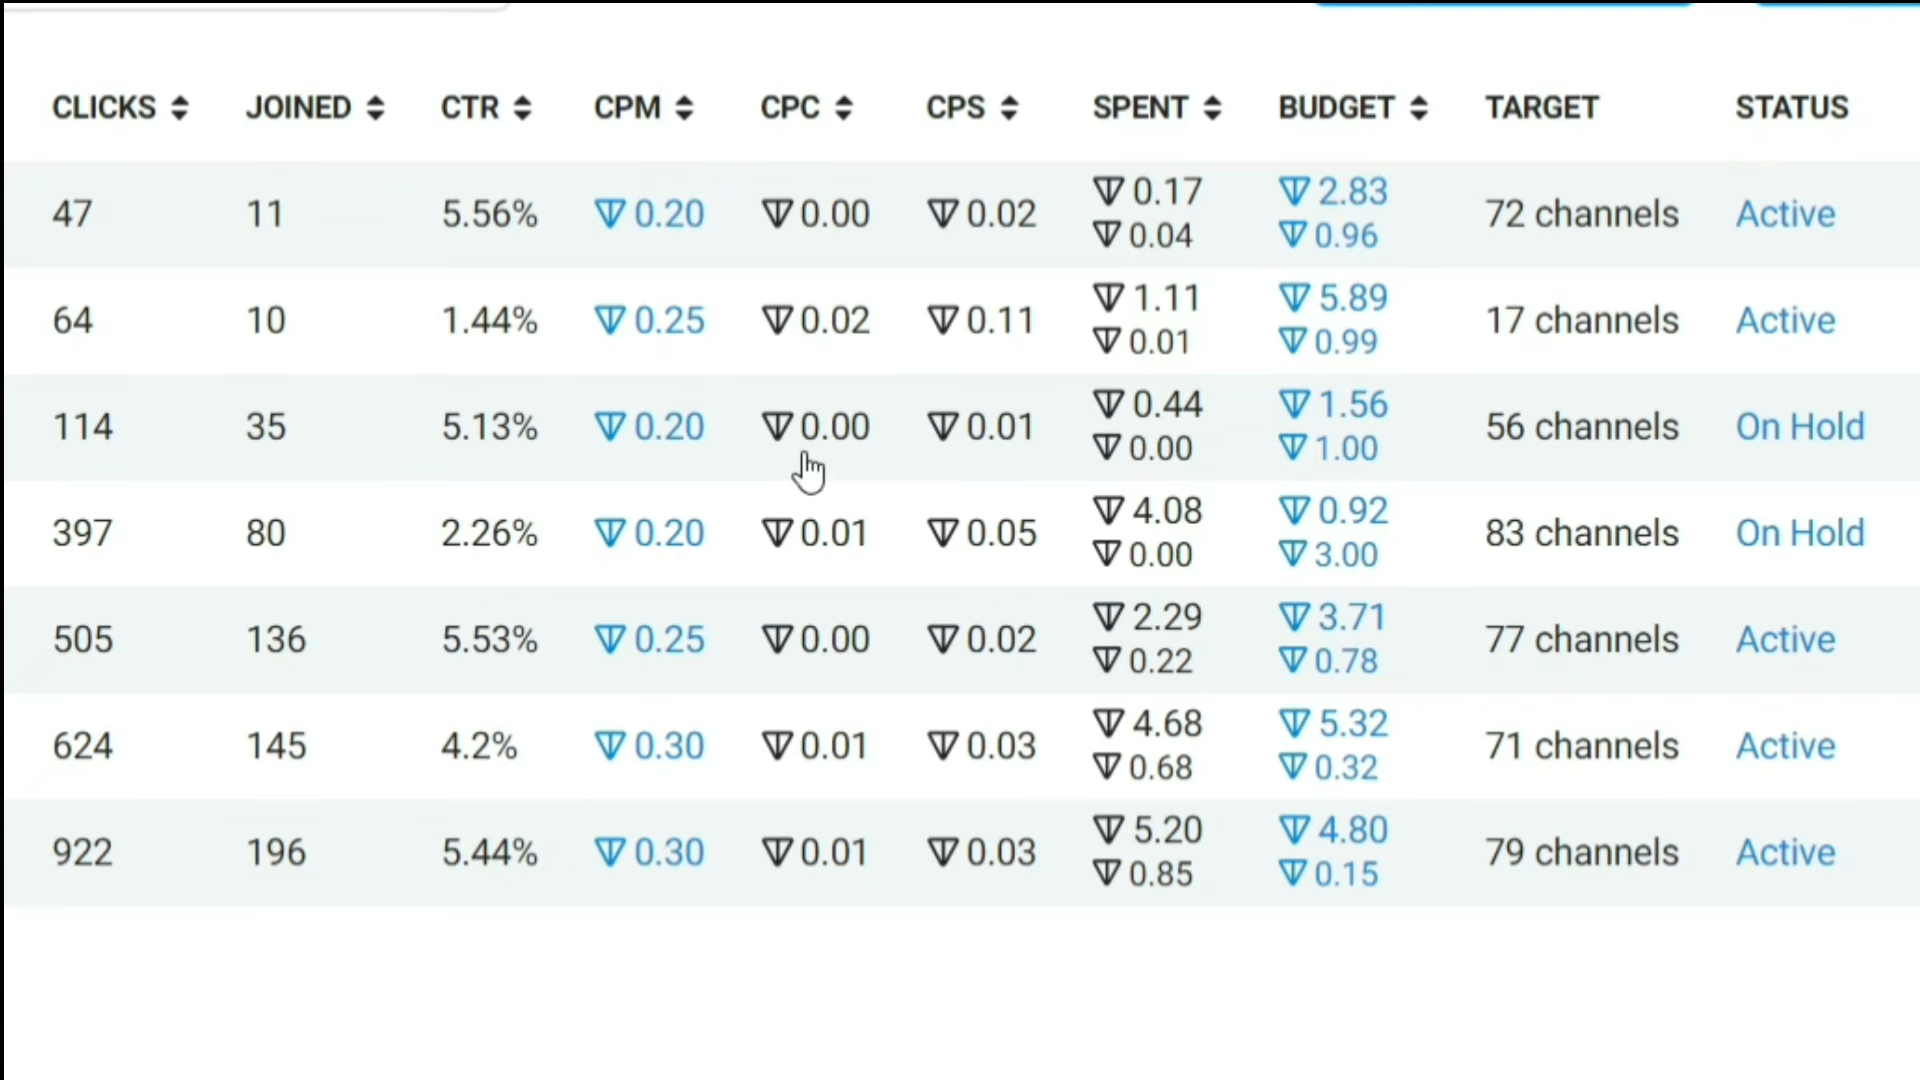 CLICKS JOINED CTR CPM CPC CPS SPENT BUDGET TARGET STATUS
47 11 5.56% 0.20 0.00 0.02 0.17 2.83 72 channels Active
0.04 0.96
64 10 1.44% 0.25 0.02 0.11 1.11 5.89 17 channels Active
0.01 0.99
114 35 5.13% 0.20 0.00 0.01 0.44 1.56 56 channels On Hold
0.00 1.00
397 80 2.26% 0.20 0.01 0.05 4.08 0.92 83 channels On Hold
0.00 3.00
505 136 5.53% 0.25 0.00 0.02 2.29 3.71 77 channels Active
0.22 0.78
624 145 4.2% 0.30 0.01 0.03 4.68 5.32 71 channels Active
0.68 0.32
922 196 5.44% 0.30 0.01 0.03 5.20 4.80 79 channels Active
0.85 0.15